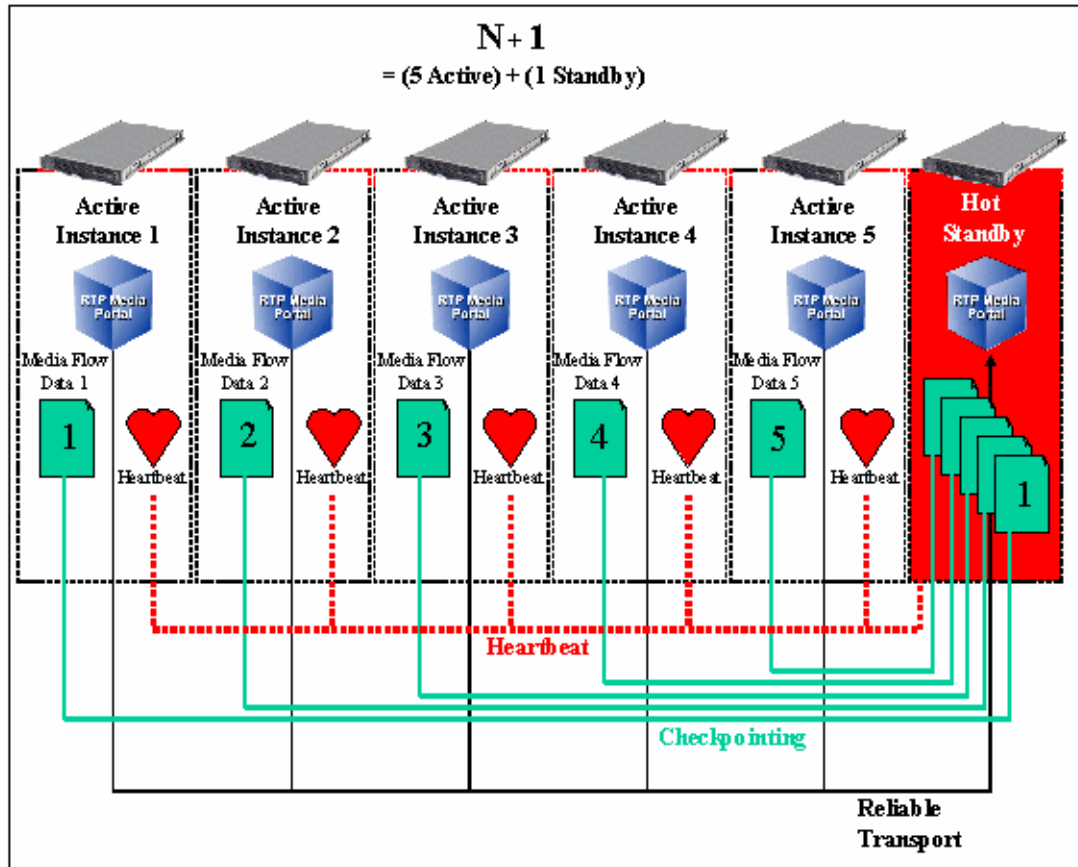 N + 1
= (5 Active) + (1 Standby)
Active
Instance 1
RTP Media
Portal
Media Flow
Data 1
1
Heartbeat
Active
Instance 2
RTP Media
Portal
Media Flow
Data 2
2
Heartbeat
Active
Instance 3
RTP Media
Portal
Media Flow
Data 3
3
Heartbeat
Active
Instance 4
RTP Media
Portal
Media Flow
Data 4
4
Heartbeat
Active
Instance 5
RTP Media
Portal
Media Flow
Data 5
5
Heartbeat
Hot
Standby
RTP Media
Portal
1
Heartbeat
Checkpointing
Reliable
Transport